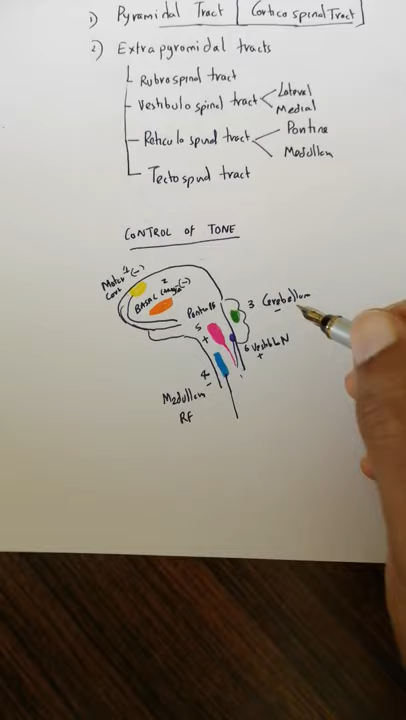 1) Pyramidal Tract [Cortico spinal Tract]
2) Extrapyramidal tracts
Rubrospinal tract
Vestibulo spinal tract Lateral
Medial
Reticulo spinal tract Pontine
Medullary
Tectospinal tract
CONTROL OF TONE
1 (-)
Motor
Cort
2
BASAL Ganglia (-)
Pontine RF
5
+
3 Cerebellum
-
6 Vestibular N
+
4
-
Medullary
RF